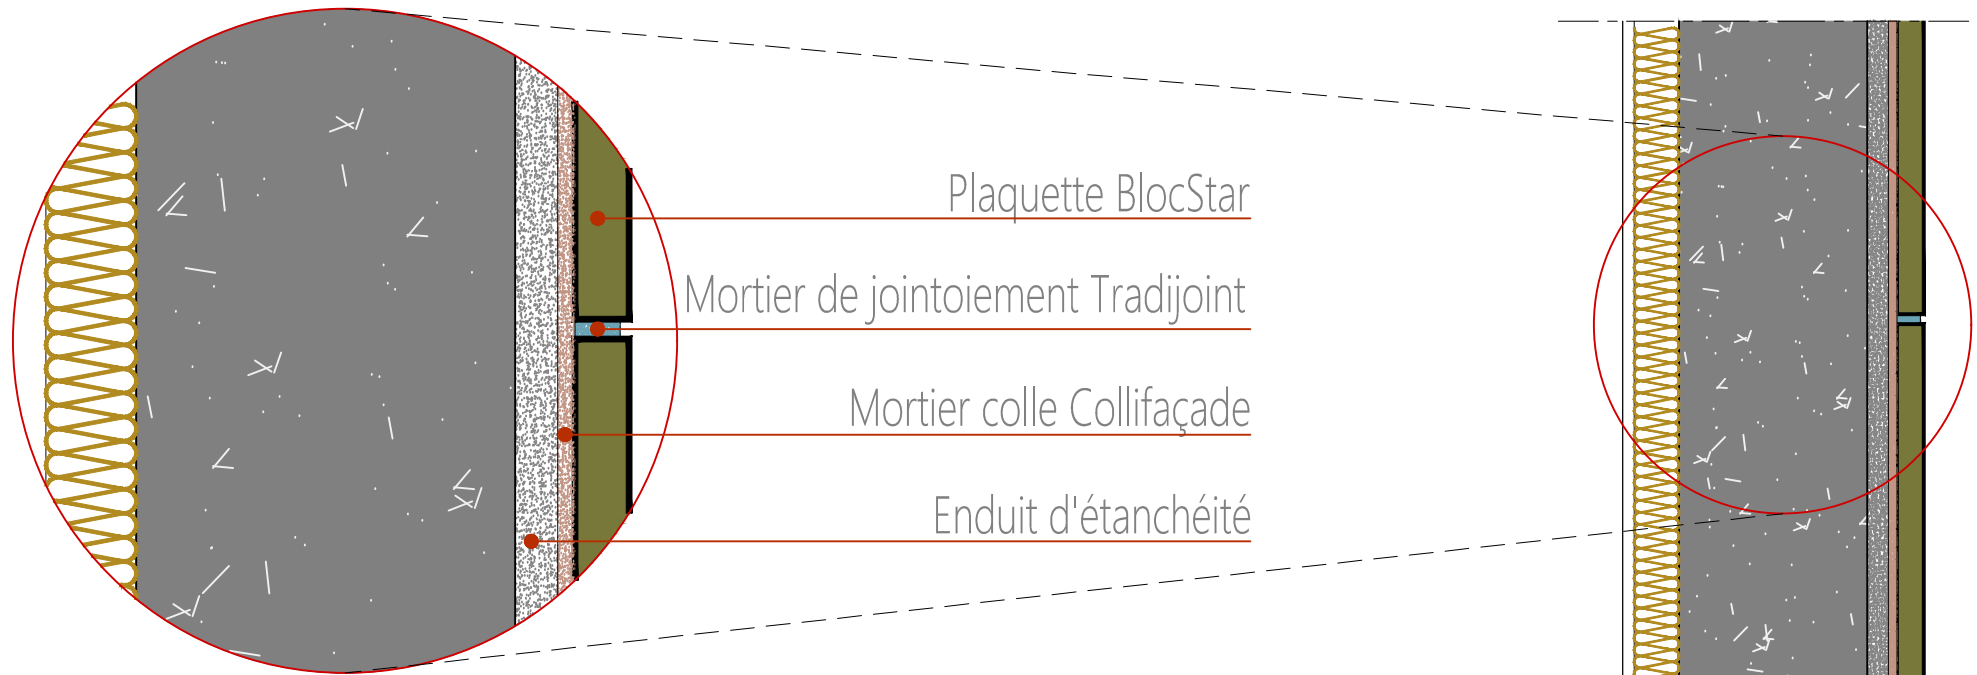 Plaquette BlocStar
Mortier de jointoiement Tradijoint
Mortier colle Collifaçade
Enduit d'étanchéité